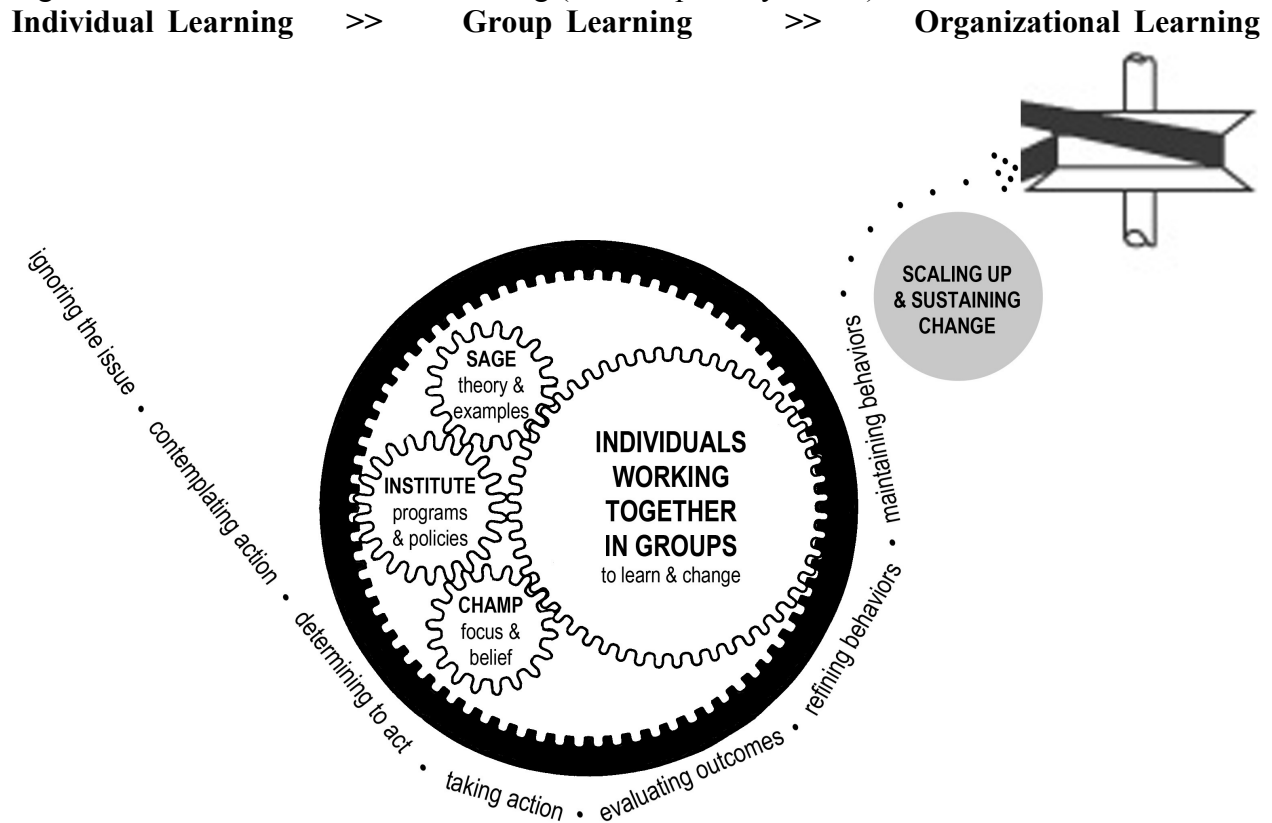 Individual Learning >> Group Learning >> Organizational Learning
SCALING UP
& SUSTAINING
CHANGE
ignoring the issue • contemplating action • determining to act • taking action • evaluating outcomes • refining behaviors • maintaining behaviors
SAGE
theory &
examples
INSTITUTE
programs
& policies
CHAMP
focus &
belief
INDIVIDUALS
WORKING
TOGETHER
IN GROUPS
to learn & change